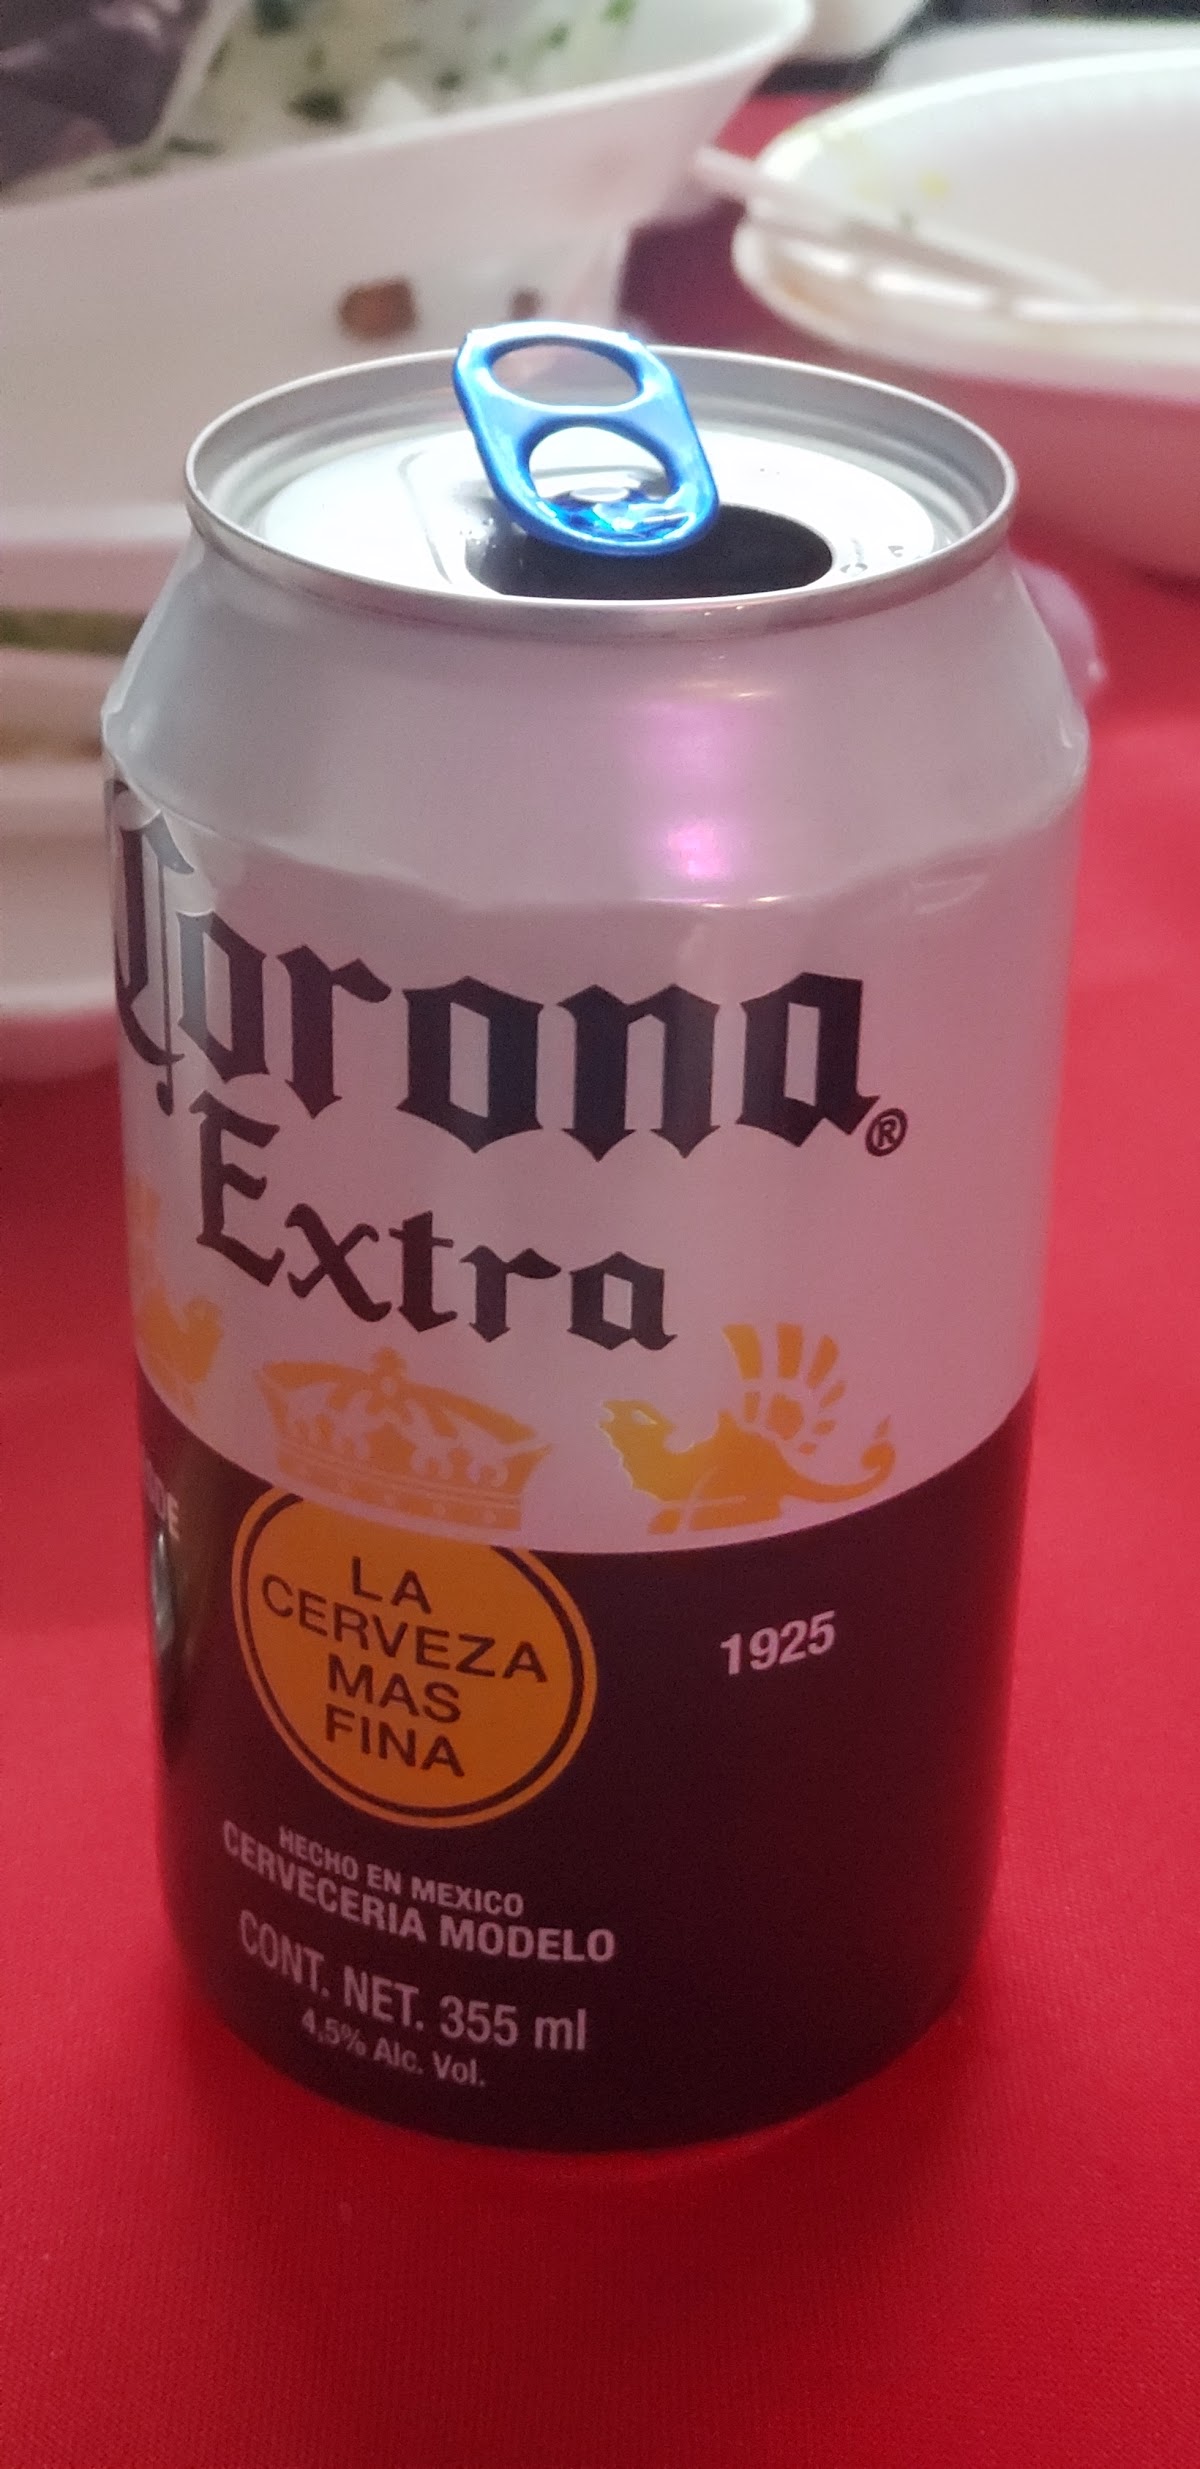 Corona®
Extra
LA
CERVEZA
MAS
FINA
1925
HECHO EN MEXICO
CERVECERIA MODELO
CONT. NET. 355 ml
4,5% Alc. Vol.